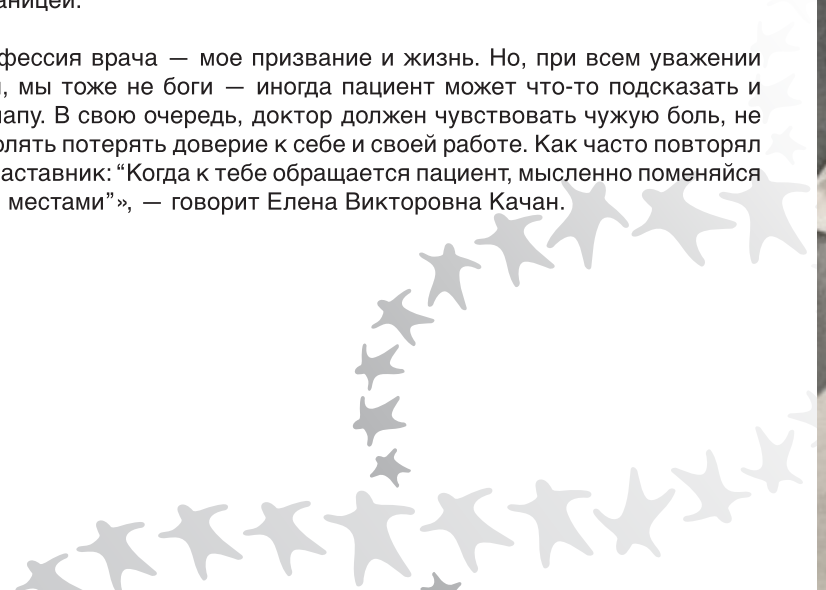 аницей.
фессия врача — мое призвание и жизнь. Но, при всем уважении
, мы тоже не боги — иногда пациент может что-то подсказать и
апу. В свою очередь, доктор должен чувствовать чужую боль, не
олять потерять доверие к себе и своей работе. Как часто повторял
аставник: “Когда к тебе обращается пациент, мысленно поменяйся
местами”», — говорит Елена Викторовна Качан.